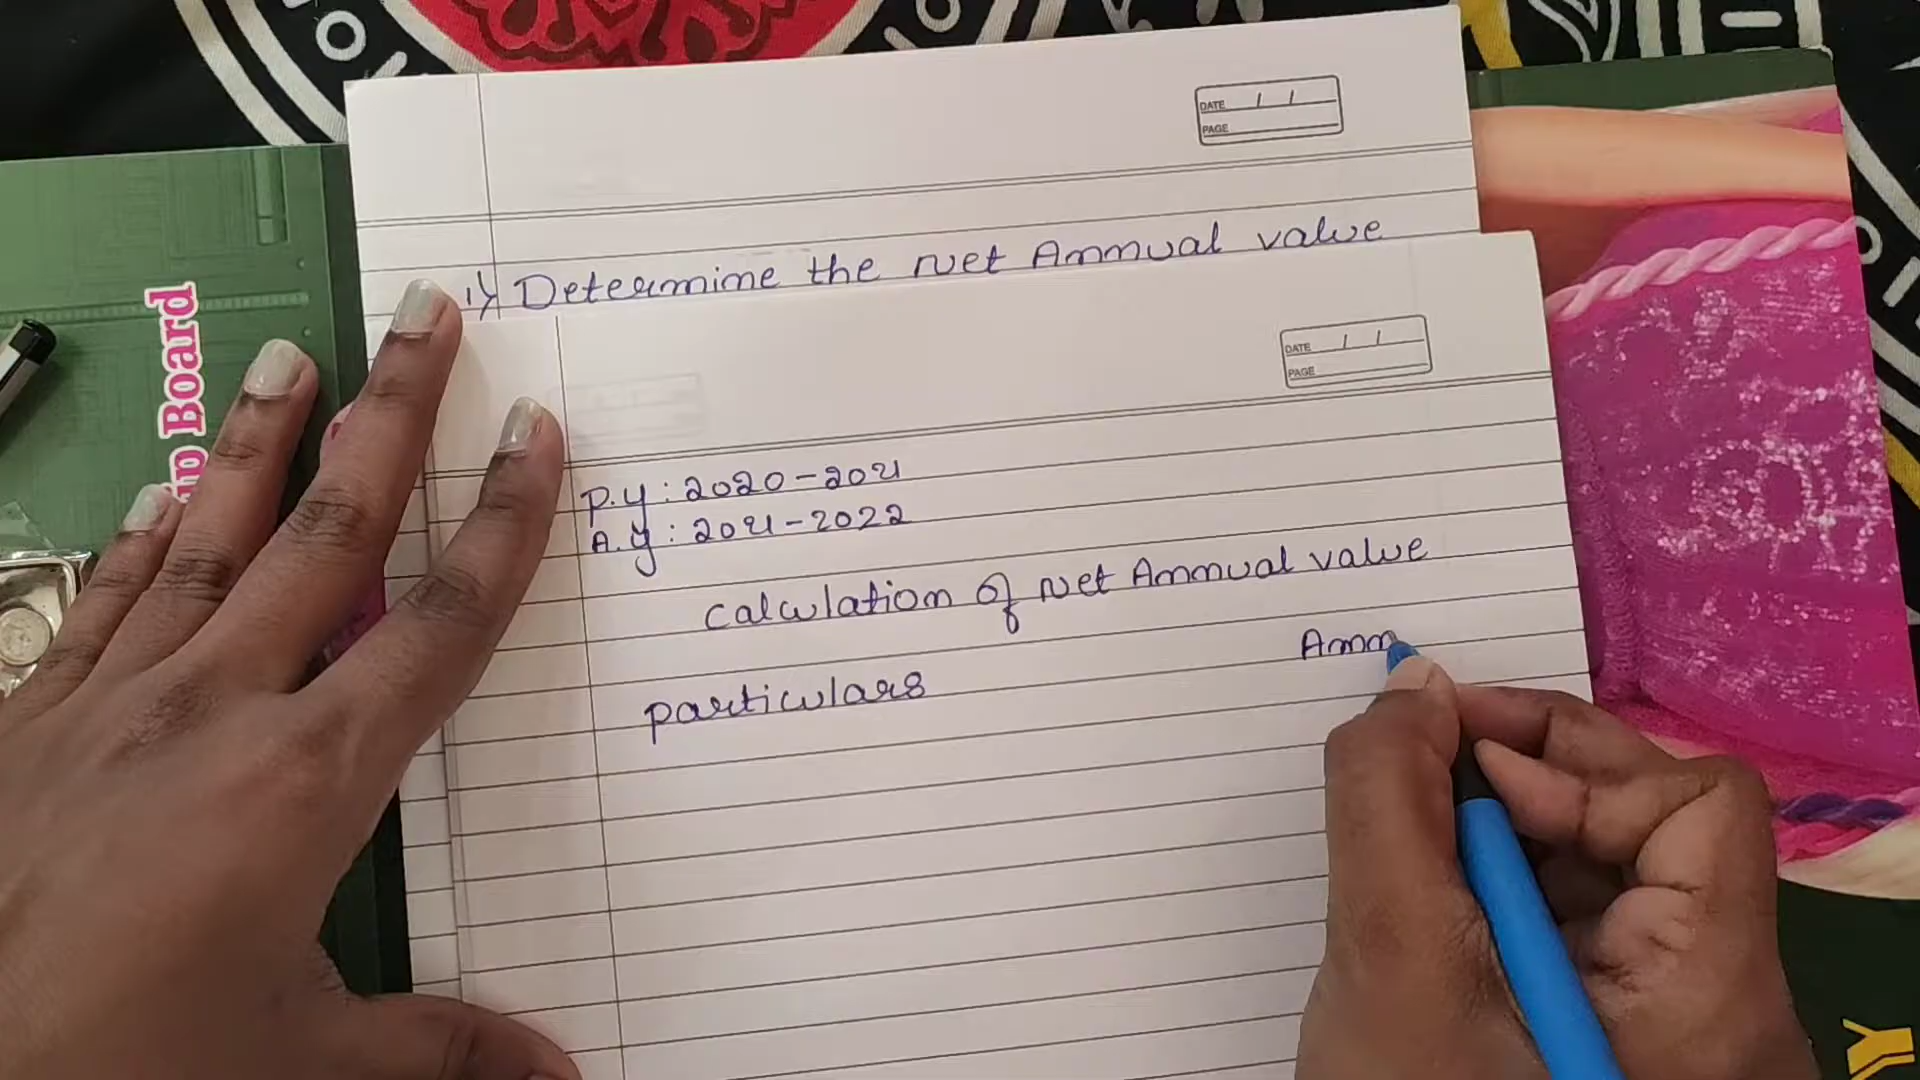 DATE / /
PAGE
1) Determine the Net Annual value
DATE / /
PAGE
P.Y : 2020-2021
A.Y : 2021-2022
calculation of Net Annual value
particulars
Board
Y